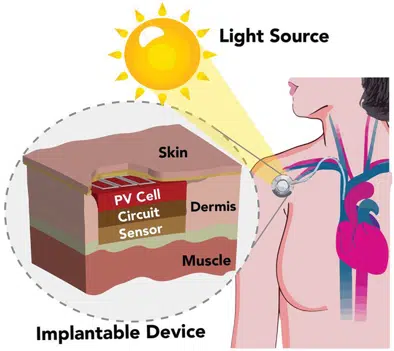 Light Source
Skin
PV Cell
Circuit
Dermis
Sensor
Muscle
Implantable Device